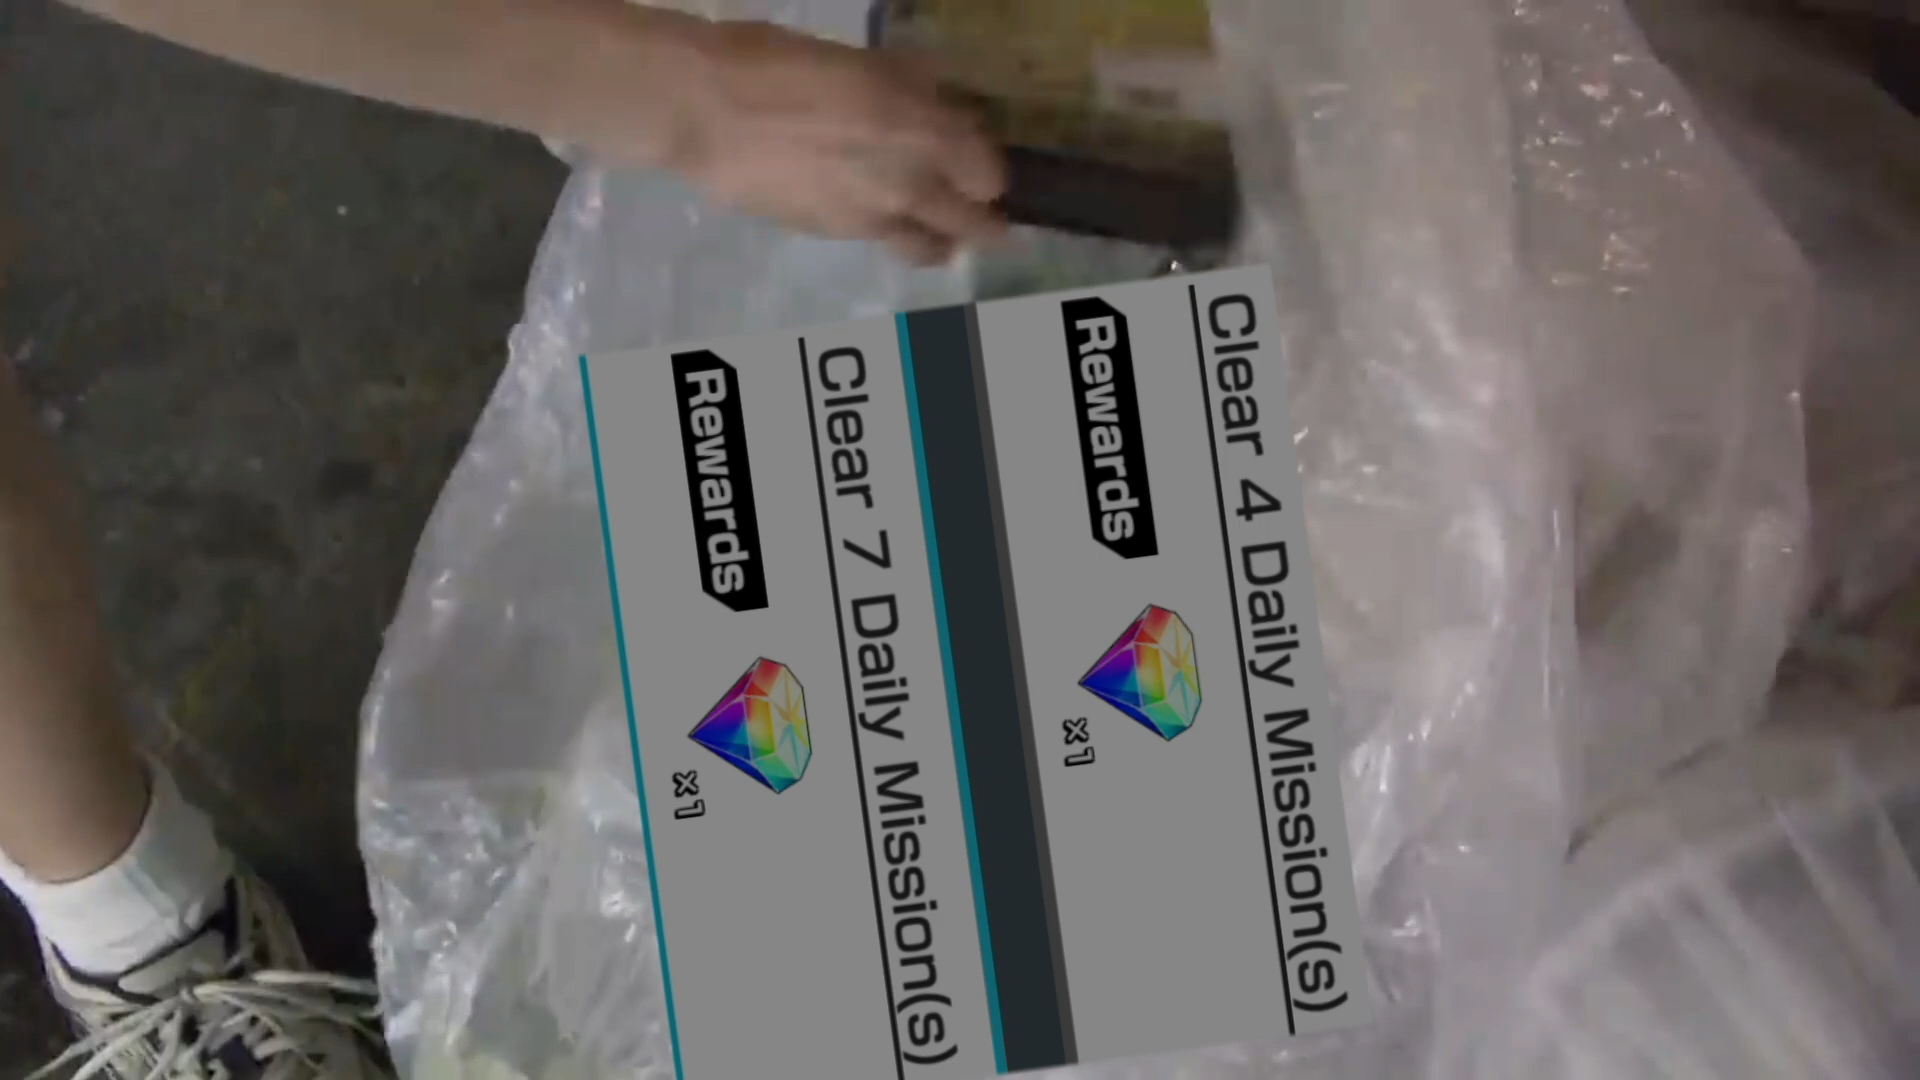 Clear 4 Daily Mission(s)
Rewards
x1
Clear 7 Daily Mission(s)
Rewards
x1